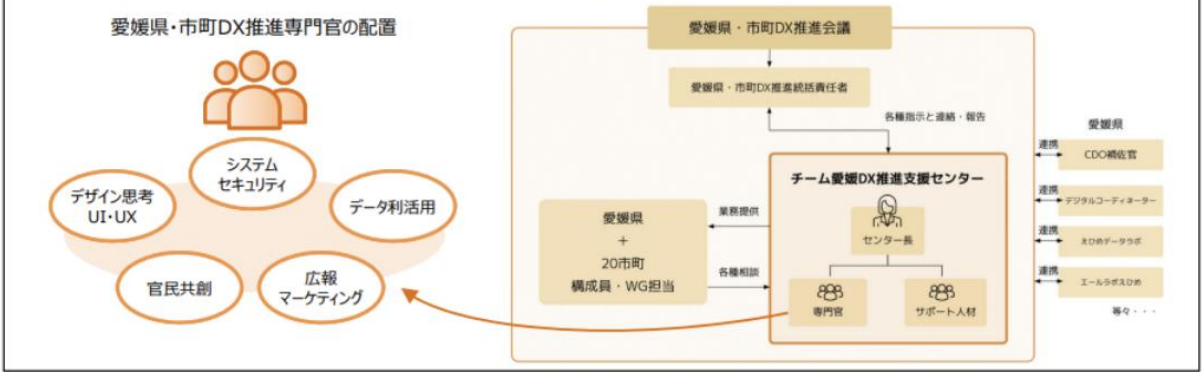 愛媛県・市町DX推進専門官の配置
システム
セキュリティ
デザイン思考
UI・UX
データ利活用
官民共創
広報
マーケティング
愛媛県・市町DX推進会議
愛媛県・市町DX推進統括責任者
各種指示と連絡・報告
チーム愛媛DX推進支援センター
センター長
専門官
サポート人材
愛媛県
+
20市町
構成員・WG担当
業務提供
各種相談
愛媛県
連携
CDO補佐官
連携
デジタルコーディネーター
連携
えひめデータラボ
連携
エールラボえひめ
等々・・・